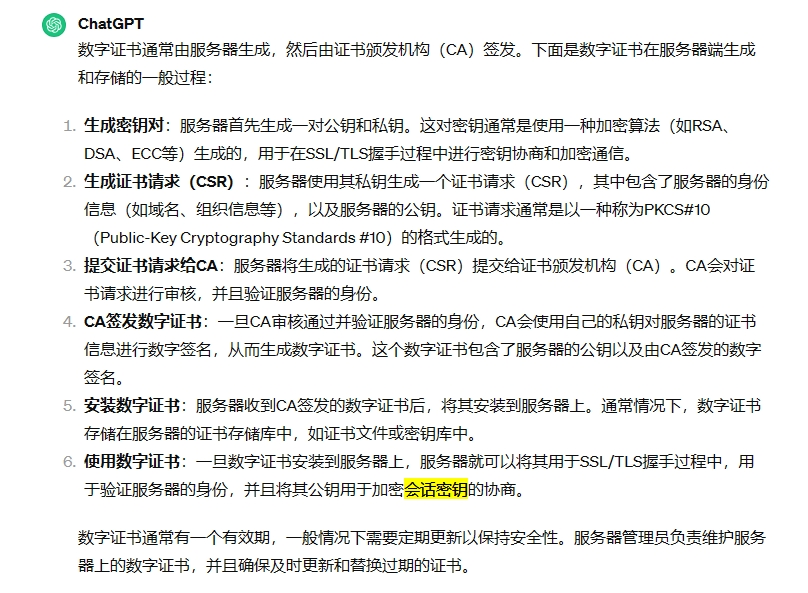 ChatGPT
数字证书通常由服务器生成，然后由证书颁发机构（CA）签发。下面是数字证书在服务器端生成
和存储的一般过程：
1. 生成密钥对：服务器首先生成一对公钥和私钥。这对密钥通常是使用一种加密算法（如RSA、
DSA、ECC等）生成的，用于在SSL/TLS握手过程中进行密钥协商和加密通信。
2. 生成证书请求（CSR）：服务器使用其私钥生成一个证书请求（CSR），其中包含了服务器的身份
信息（如域名、组织信息等），以及服务器的公钥。证书请求通常是以一种称为PKCS#10
（Public-Key Cryptography Standards #10）的格式生成的。
3. 提交证书请求给CA：服务器将生成的证书请求（CSR）提交给证书颁发机构（CA）。CA会对证
书请求进行审核，并且验证服务器的身份。
4. CA签发数字证书：一旦CA审核通过并验证服务器的身份，CA会使用自己的私钥对服务器的证书
信息进行数字签名，从而生成数字证书。这个数字证书包含了服务器的公钥以及由CA签发的数字
签名。
5. 安装数字证书：服务器收到CA签发的数字证书后，将其安装到服务器上。通常情况下，数字证书
存储在服务器的证书存储库中，如证书文件或密钥库中。
6. 使用数字证书：一旦数字证书安装到服务器上，服务器就可以将其用于SSL/TLS握手过程中，用
于验证服务器的身份，并且将其公钥用于加密会话密钥的协商。
数字证书通常有一个有效期，一般情况下需要定期更新以保持安全性。服务器管理员负责维护服务
器上的数字证书，并且确保及时更新和替换过期的证书。